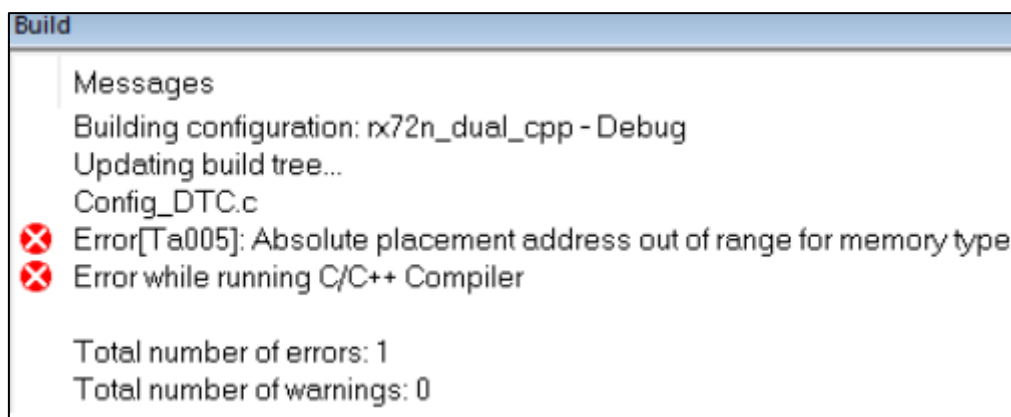 Build
Messages
Building configuration: rx72n_dual_cpp - Debug
Updating build tree...
Config_DTC.c
Error[Ta005]: Absolute placement address out of range for memory type
Error while running C/C++ Compiler
Total number of errors: 1
Total number of warnings: 0